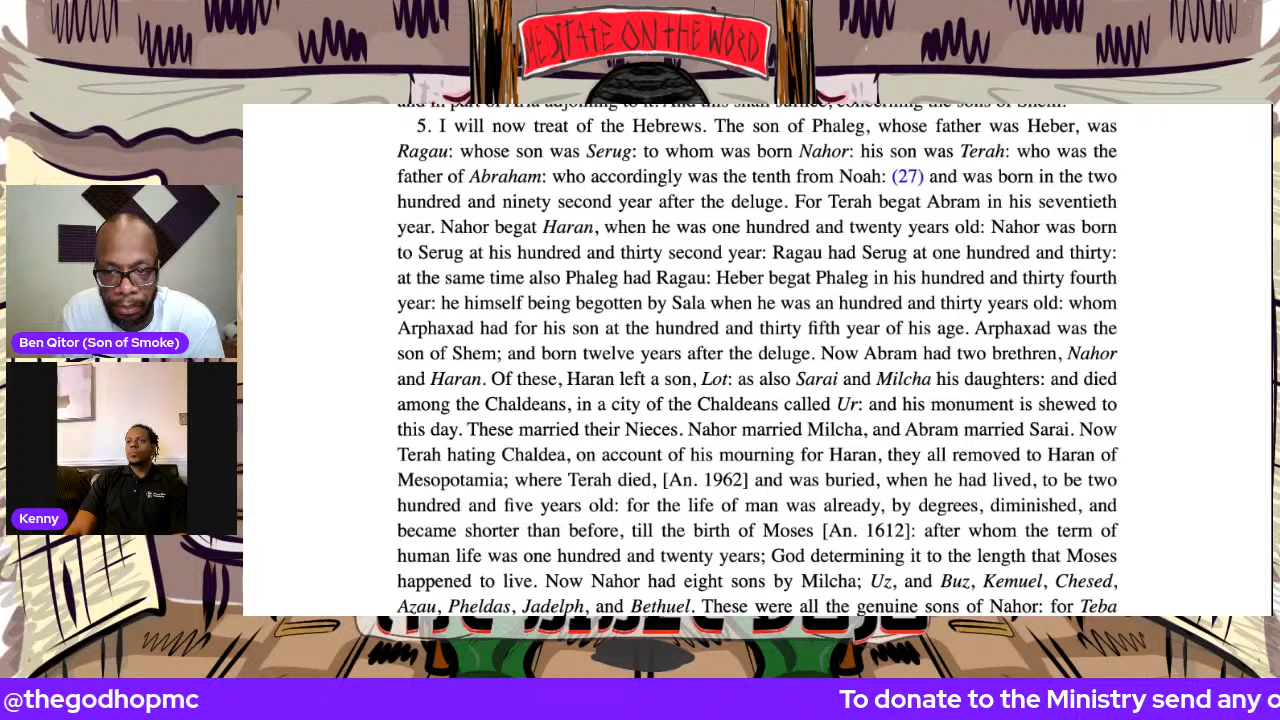 MEDITATE ON THE WORD
and in part of Aria adjoining to it. And this shall suffice, concerning the sons of Shem.
5. I will now treat of the Hebrews. The son of Phaleg, whose father was Heber, was
Ragau: whose son was Serug: to whom was born Nahor: his son was Terah: who was the
father of Abraham: who accordingly was the tenth from Noah: (27) and was born in the two
hundred and ninety second year after the deluge. For Terah begat Abram in his seventieth
year. Nahor begat Haran, when he was one hundred and twenty years old: Nahor was born
to Serug at his hundred and thirty second year: Ragau had Serug at one hundred and thirty:
at the same time also Phaleg had Ragau: Heber begat Phaleg in his hundred and thirty fourth
year: he himself being begotten by Sala when he was an hundred and thirty years old: whom
Arphaxad had for his son at the hundred and thirty fifth year of his age. Arphaxad was the
son of Shem; and born twelve years after the deluge. Now Abram had two brethren, Nahor
and Haran. Of these, Haran left a son, Lot: as also Sarai and Milcha his daughters: and died
among the Chaldeans, in a city of the Chaldeans called Ur: and his monument is shewed to
this day. These married their Nieces. Nahor married Milcha, and Abram married Sarai. Now
Terah hating Chaldea, on account of his mourning for Haran, they all removed to Haran of
Mesopotamia; where Terah died, [An. 1962] and was buried, when he had lived, to be two
hundred and five years old: for the life of man was already, by degrees, diminished, and
became shorter than before, till the birth of Moses [An. 1612]: after whom the term of
human life was one hundred and twenty years; God determining it to the length that Moses
happened to live. Now Nahor had eight sons by Milcha; Uz, and Buz, Kemuel, Chesed,
Azau, Pheldas, Jadelph, and Bethuel. These were all the genuine sons of Nahor: for Teba
Ben Qitor (Son of Smoke)
Kenny
@thegodhopmc
To donate to the Ministry send any